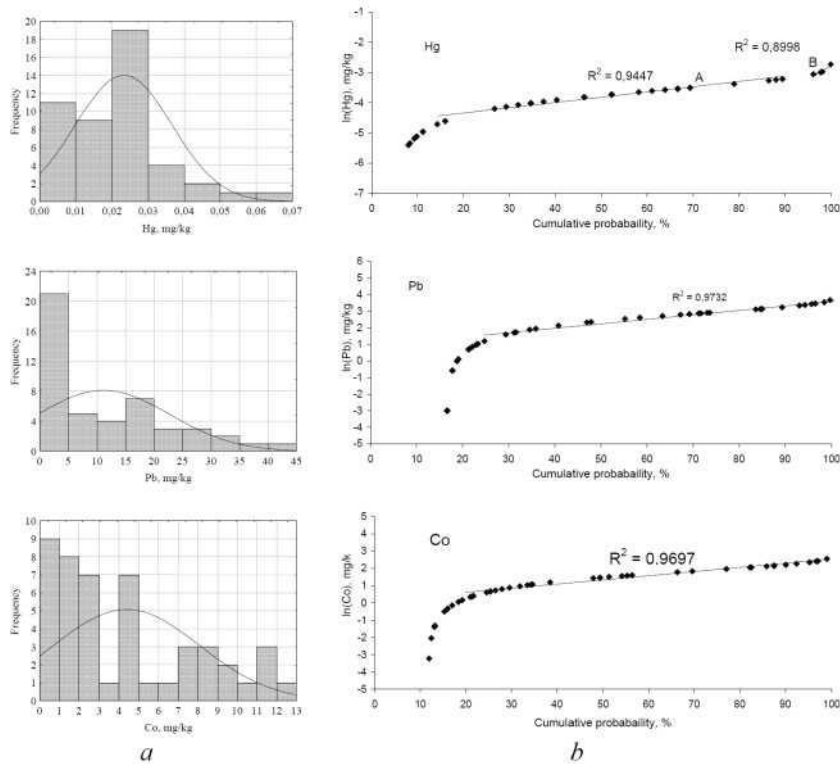 20
18
16
14
12
10
8
6
4
2
0
Frequency
0,00 0,01 0,02 0,03 0,04 0,05 0,06 0,07
Hg, mg/kg
Hg
R² = 0,8998
R² = 0,9447
A
B
-1
-2
-3
-4
-5
-6
-7
ln(Hg), mg/kg
0 10 20 30 40 50 60 70 80 90 100
Cumulative probabaility, %
24
20
16
12
8
4
0
Frequency
0 5 10 15 20 25 30 35 40 45
Pb, mg/kg
Pb
R² = 0,9732
6
5
4
3
2
1
0
-1
-2
-3
-4
-5
ln(Pb), mg/kg
0 10 20 30 40 50 60 70 80 90 100
Cumulative probabaility, %
10
9
8
7
6
5
4
3
2
1
0
Frequency
0 1 2 3 4 5 6 7 8 9 10 11 12 13
Co, mg/kg
Co
R² = 0.9697
5
4
3
2
1
0
-1
-2
-3
-4
-5
ln(Co), mg/k
0 10 20 30 40 50 60 70 80 90 100
Cumulative probabaility, %
a
b